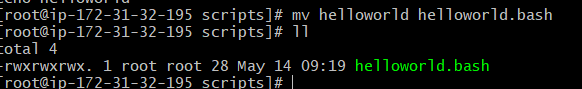 echo helloworld
[root@ip-172-31-32-195 scripts]# mv helloworld helloworld.bash
[root@ip-172-31-32-195 scripts]# ll
total 4
-rwxrwxrwx. 1 root root 28 May 14 09:19 helloworld.bash
[root@ip-172-31-32-195 scripts]#